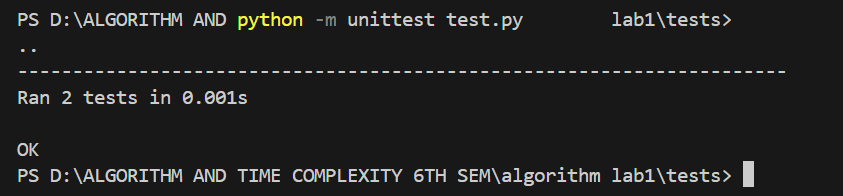 PS D:\ALGORITHM AND python -m unittest test.py        lab1\tests>
..
----------------------------------------------------------------------
Ran 2 tests in 0.001s

OK
PS D:\ALGORITHM AND TIME COMPLEXITY 6TH SEM\algorithm lab1\tests>